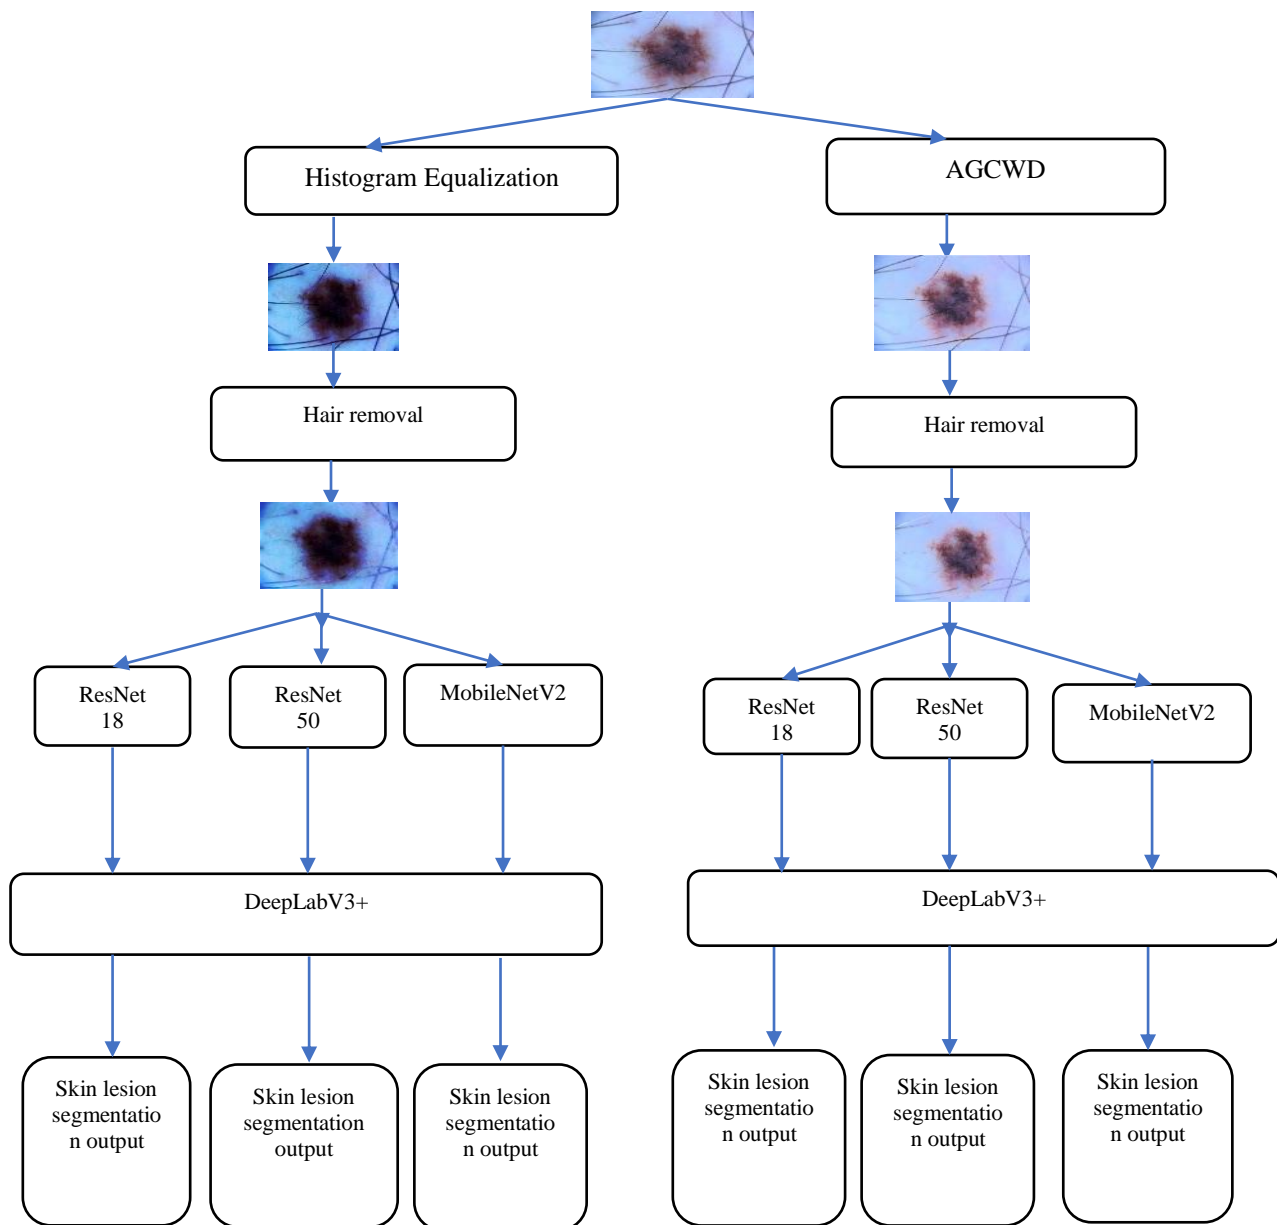 Histogram Equalization
AGCWD
Hair removal
Hair removal
ResNet
18
ResNet
50
MobileNetV2
ResNet
18
ResNet
50
MobileNetV2
DeepLabV3+
DeepLabV3+
Skin lesion
segmentatio
n output
Skin lesion
segmentation
output
Skin lesion
segmentatio
n output
Skin lesion
segmentatio
n output
Skin lesion
segmentatio
n output
Skin lesion
segmentatio
n output